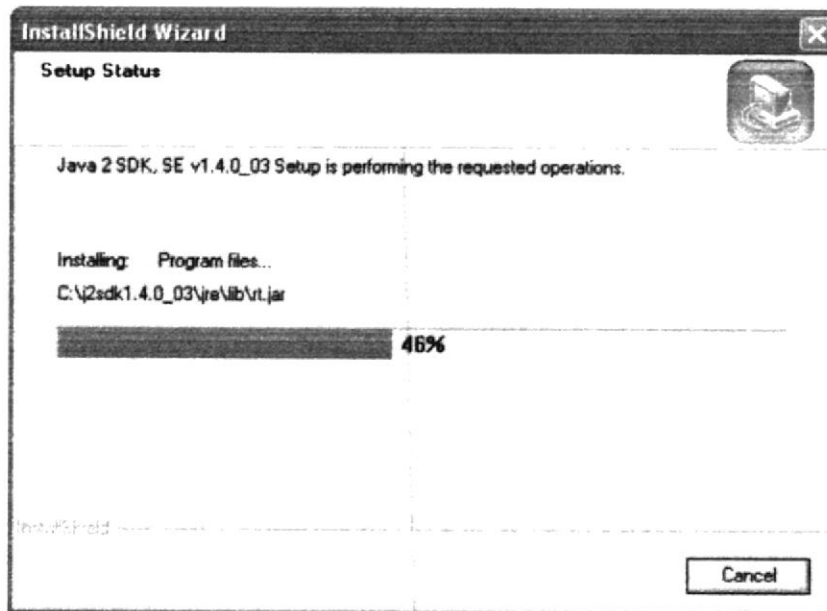 InstallShield Wizard
Setup Status
Java 2 SDK, SE v1.4.0_03 Setup is performing the requested operations.
Installing: Program files...
C:\j2sdk1.4.0_03\jre\lib\rt.jar
46%
InstallShield
Cancel